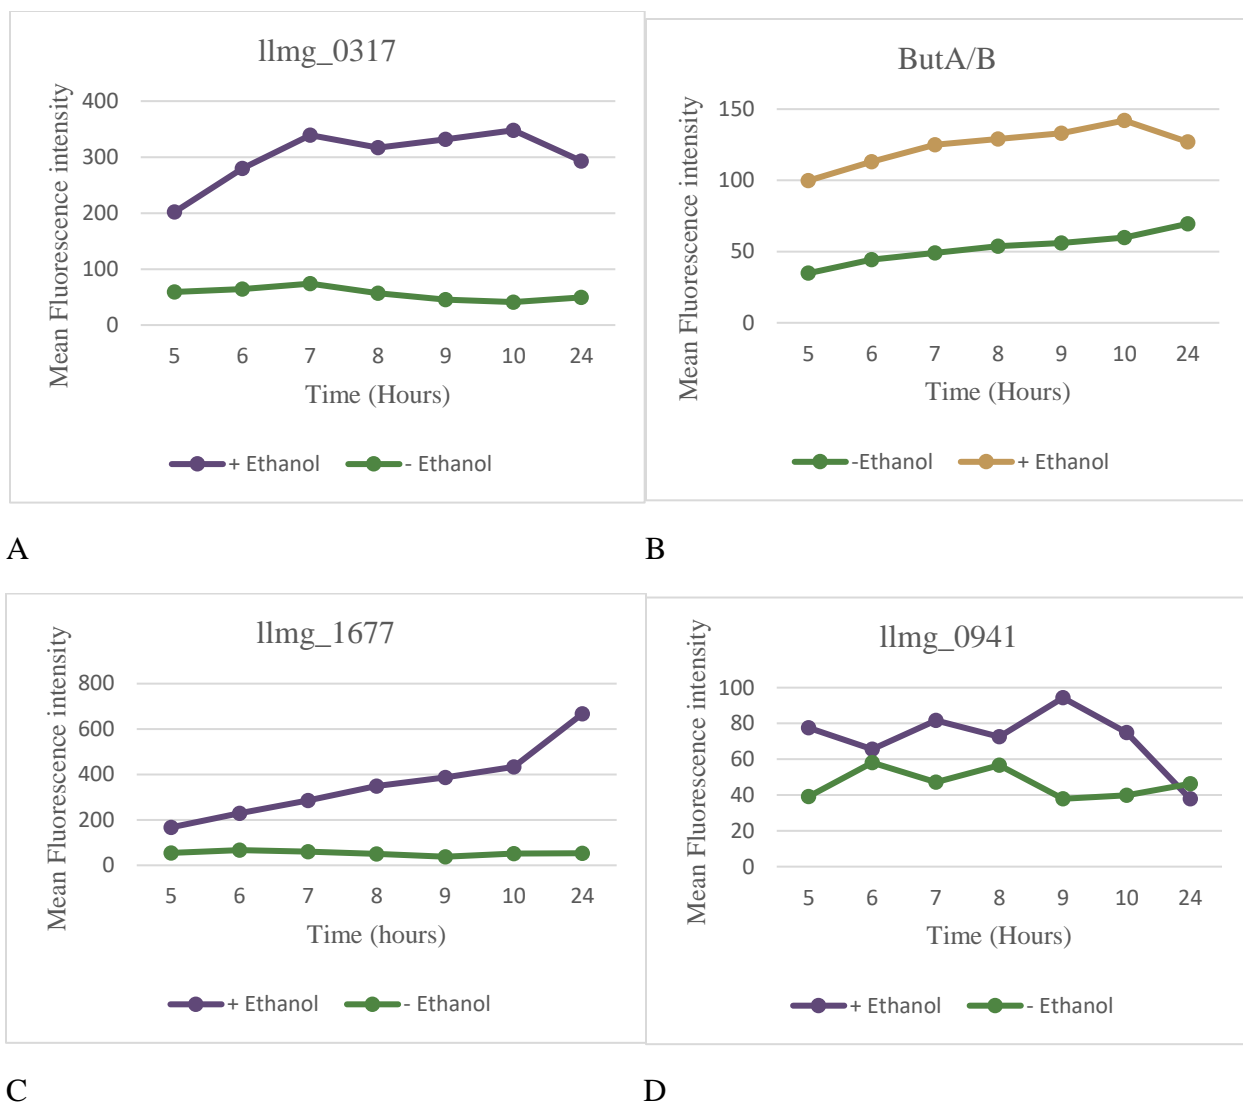 llmg_0317
Mean Fluorescence intensity
400
300
200
100
0
5 6 7 8 9 10 24
Time (Hours)
+ Ethanol - Ethanol
A
ButA/B
Mean Fluorescence intensity
150
100
50
0
5 6 7 8 9 10 24
Time (Hours)
-Ethanol + Ethanol
B
llmg_1677
Mean Fluorescence intensity
800
600
400
200
0
5 6 7 8 9 10 24
Time (hours)
+ Ethanol - Ethanol
C
llmg_0941
Mean Fluorescence intensity
100
80
60
40
20
0
5 6 7 8 9 10 24
Time (Hours)
+ Ethanol - Ethanol
D